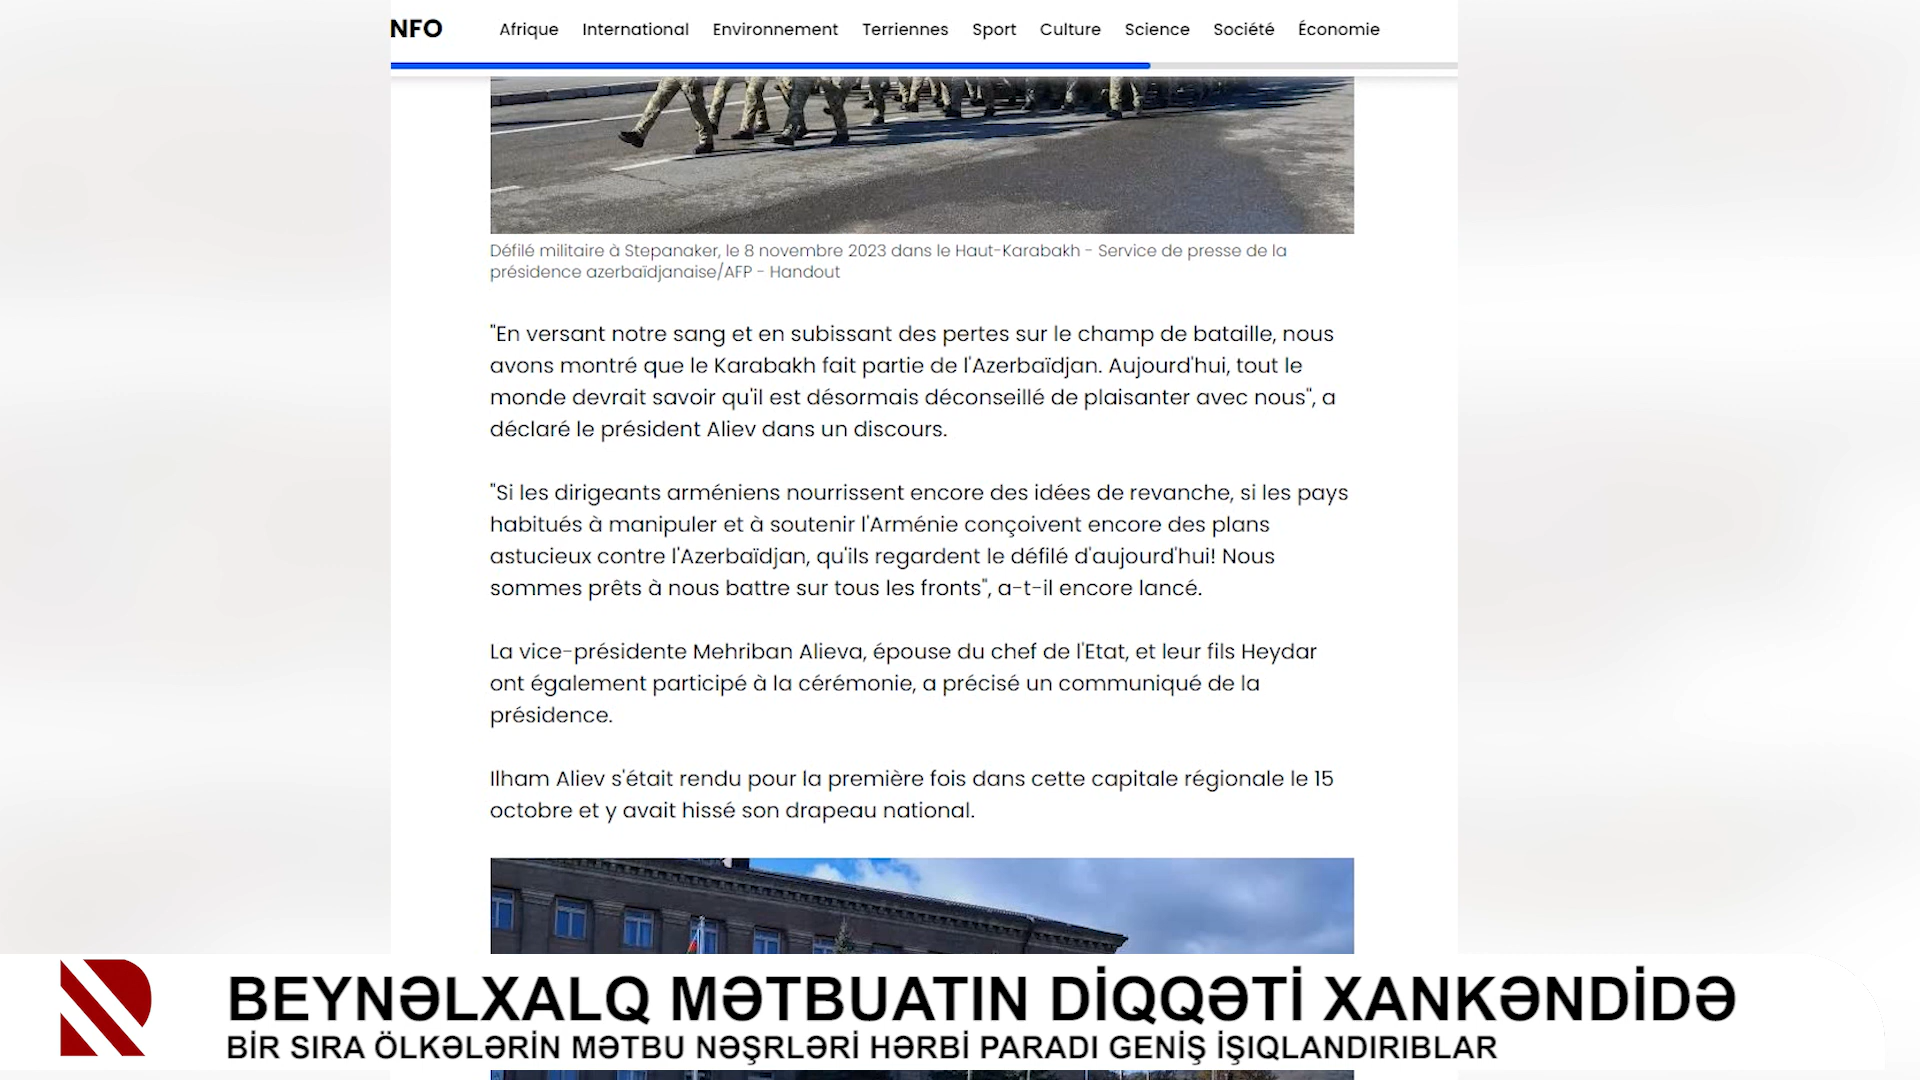 NFO
Afrique International Environnement Terriennes Sport Culture Science Société Économie
Défilé militaire à Stepanaker, le 8 novembre 2023 dans le Haut-Karabakh - Service de presse de la
présidence azerbaïdjanaise/AFP - Handout
"En versant notre sang et en subissant des pertes sur le champ de bataille, nous
avons montré que le Karabakh fait partie de l'Azerbaïdjan. Aujourd'hui, tout le
monde devrait savoir qu'il est désormais déconseillé de plaisanter avec nous", a
déclaré le président Aliev dans un discours.
"Si les dirigeants arméniens nourrissent encore des idées de revanche, si les pays
habitués à manipuler et à soutenir l'Arménie conçoivent encore des plans
astucieux contre l'Azerbaïdjan, qu'ils regardent le défilé d'aujourd'hui! Nous
sommes prêts à nous battre sur tous les fronts", a-t-il encore lancé.
La vice-présidente Mehriban Alieva, épouse du chef de l'Etat, et leur fils Heydar
ont également participé à la cérémonie, a précisé un communiqué de la
présidence.
Ilham Aliev s'était rendu pour la première fois dans cette capitale régionale le 15
octobre et y avait hissé son drapeau national.
BEYNƏLXALQ MƏTBUATIN DİQQƏTİ XANKƏNDİDƏ
BİR SIRA ÖLKƏLƏRİN MƏTBU NƏŞRLƏRİ HƏRBİ PARADI GENİŞ İŞIQLANDIRIBLAR